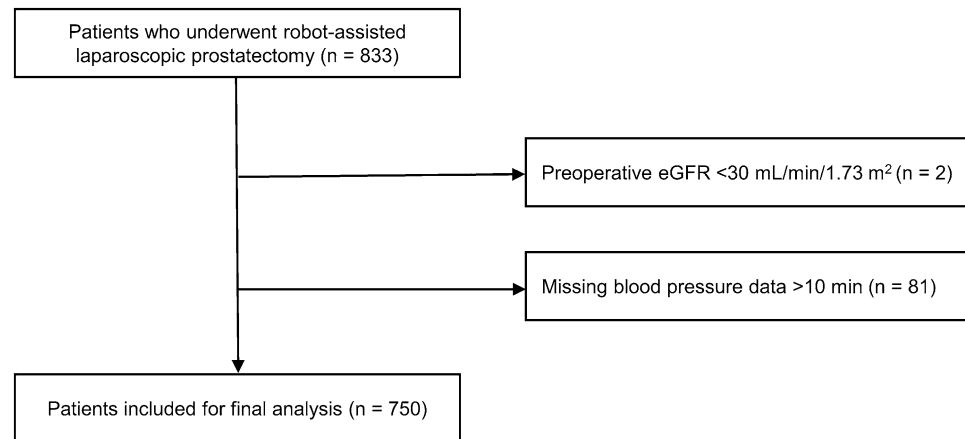 Patients who underwent robot-assisted
laparoscopic prostatectomy (n = 833)
Preoperative eGFR <30 mL/min/1.73 m² (n = 2)
Missing blood pressure data >10 min (n = 81)
Patients included for final analysis (n = 750)